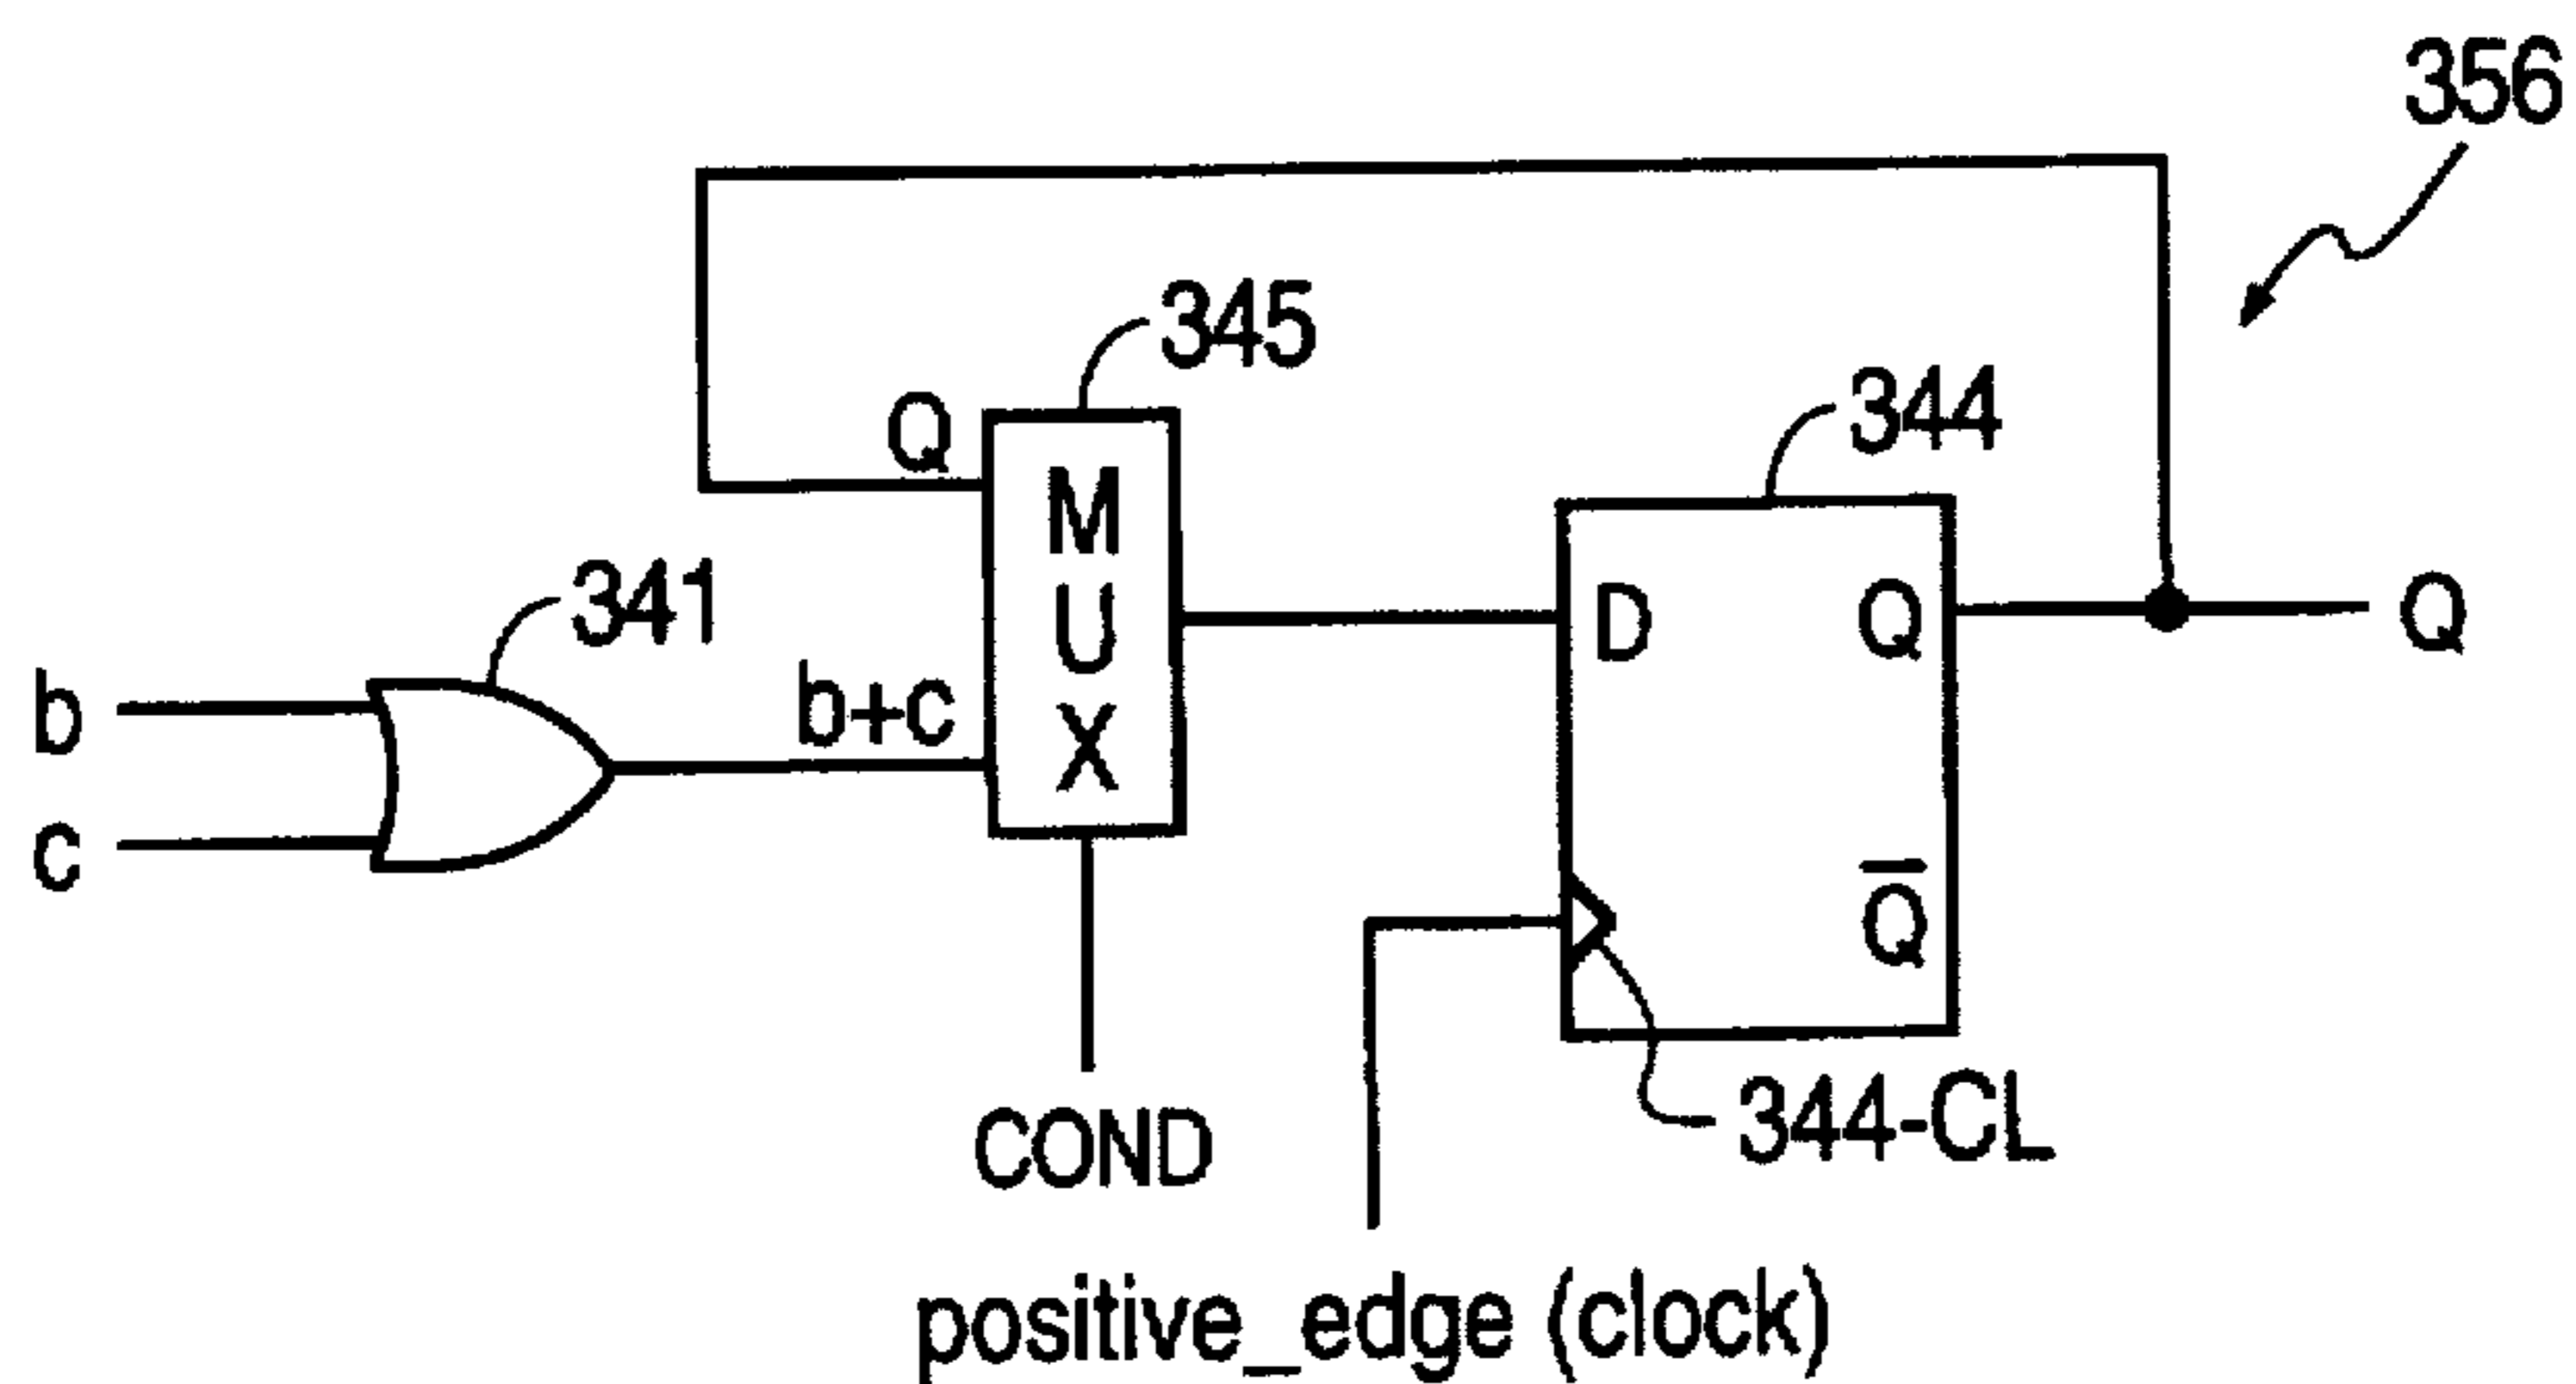 356
345
Q
344
341
M
U
X
D
Q
Q
b
b+c
c
Q̅
COND
344-CL
positive_edge (clock)